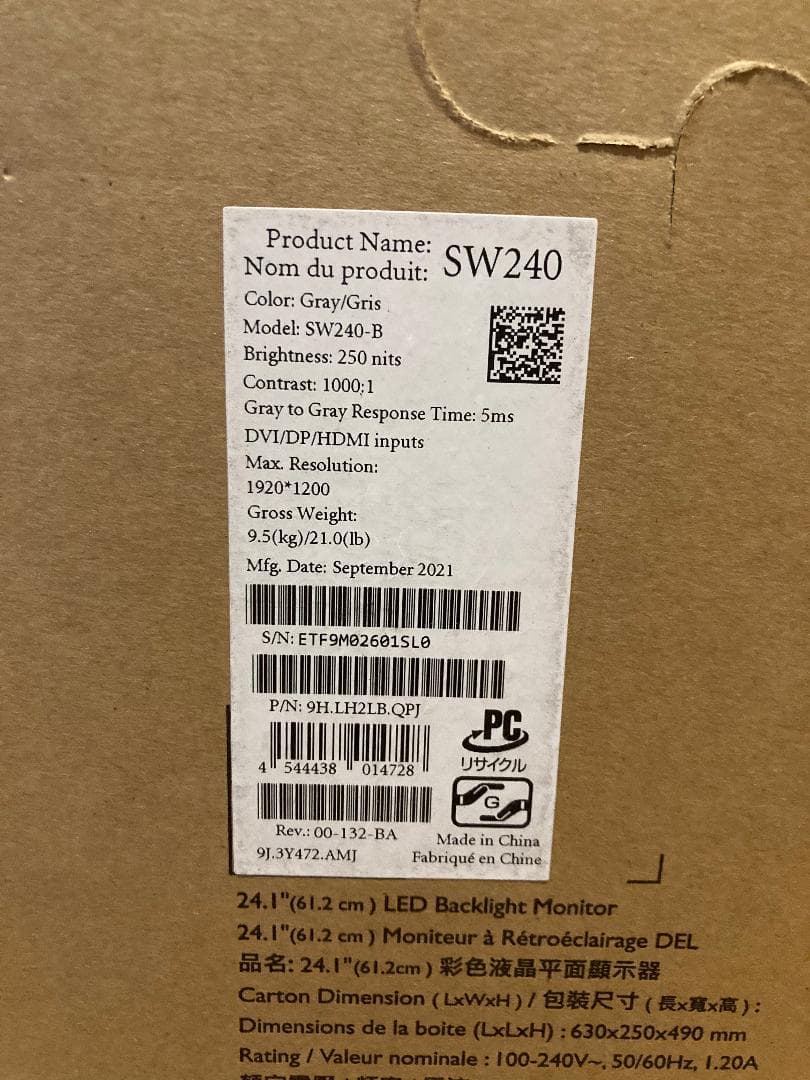 Product Name:
Nom du produit: SW240
Color: Gray/Gris
Model: SW240-B
Brightness: 250 nits
Contrast: 1000:1
Gray to Gray Response Time: 5ms
DVI/DP/HDMI inputs
Max. Resolution:
1920*1200
Gross Weight:
9.5(kg)/21.0(lb)
Mfg. Date: September 2021
S/N: ETF9M02601SL0
P/N: 9H.LH2LB.QPJ
4 544438 014728
PC
リサイクル
G
Rev.: 00-132-BA
9J.3Y472.AMJ
Made in China
Fabriqué en Chine
24.1"(61.2 cm ) LED Backlight Monitor
24.1"(61.2 cm ) Moniteur à Rétroéclairage DEL
品名: 24.1"(61.2cm ) 彩色液晶平面顯示器
Carton Dimension ( LxWxH ) / 包裝尺寸 ( 長x寬x高 ) :
Dimensions de la boite (LxLxH) : 630x250x490 mm
Rating / Valeur nominale : 100-240V~, 50/60Hz, 1.20A